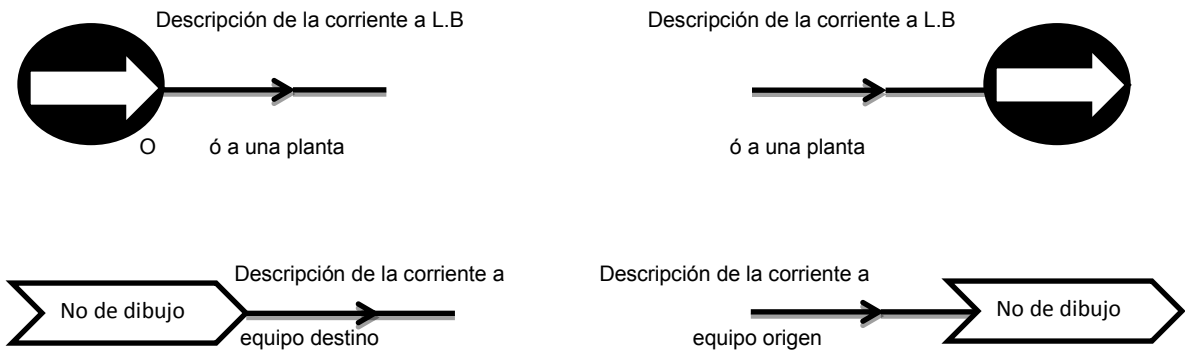 Descripción de la corriente a L.B
Descripción de la corriente a L.B
O ó a una planta
ó a una planta
Descripción de la corriente a
Descripción de la corriente a
No de dibujo
No de dibujo
equipo destino
equipo origen